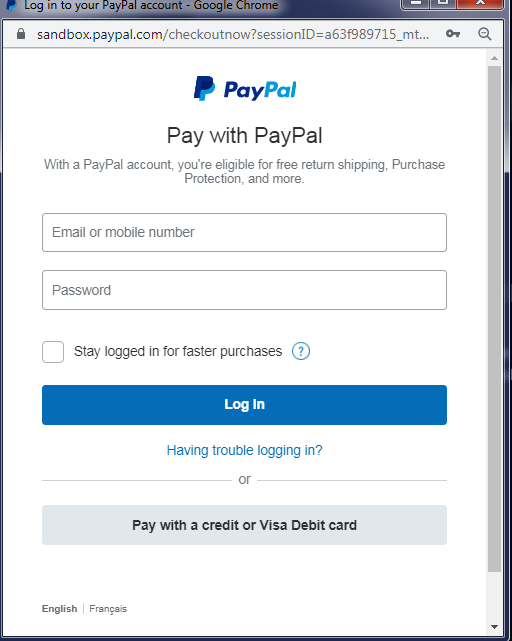 Log in to your PayPal account - Google Chrome
sandbox.paypal.com/checkoutnow?sessionID=a63f989715_mt...
PayPal
Pay with PayPal
With a PayPal account, you're eligible for free return shipping, Purchase
Protection, and more.
Email or mobile number
Password
Stay logged in for faster purchases ?
Log In
Having trouble logging in?
or
Pay with a credit or Visa Debit card
English | Français